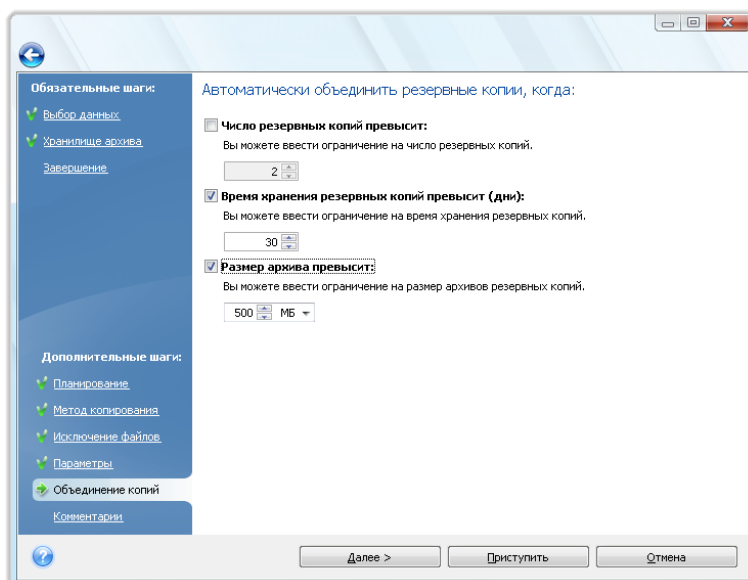 Обязательные шаги:
Выбор данных
Хранилище архива
Завершение
Дополнительные шаги:
Планирование
Метод копирования
Исключение файлов
Параметры
Объединение копий
Комментарии
Автоматически объединить резервные копии, когда:
Число резервных копий превысит:
Вы можете ввести ограничение на число резервных копий.
2
Время хранения резервных копий превысит (дни):
Вы можете ввести ограничение на время хранения резервных копий.
30
Размер архива превысит:
Вы можете ввести ограничение на размер архивов резервных копий.
500 МБ
?
Далее >
Приступить
Отмена